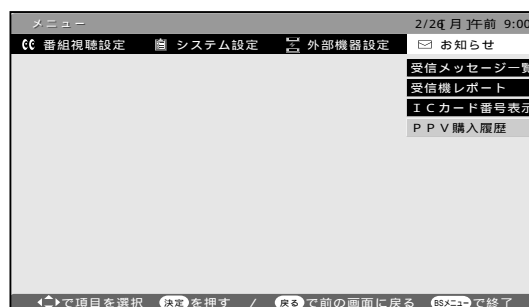 メニュー 2/26[月]午前 9:00
番組視聴設定 システム設定 外部機器設定 お知らせ
受信メッセージ一覧
受信機レポート
ICカード番号表示
PPV購入履歴
で項目を選択 決定を押す / 戻るで前の画面に戻る BSメニューで終了